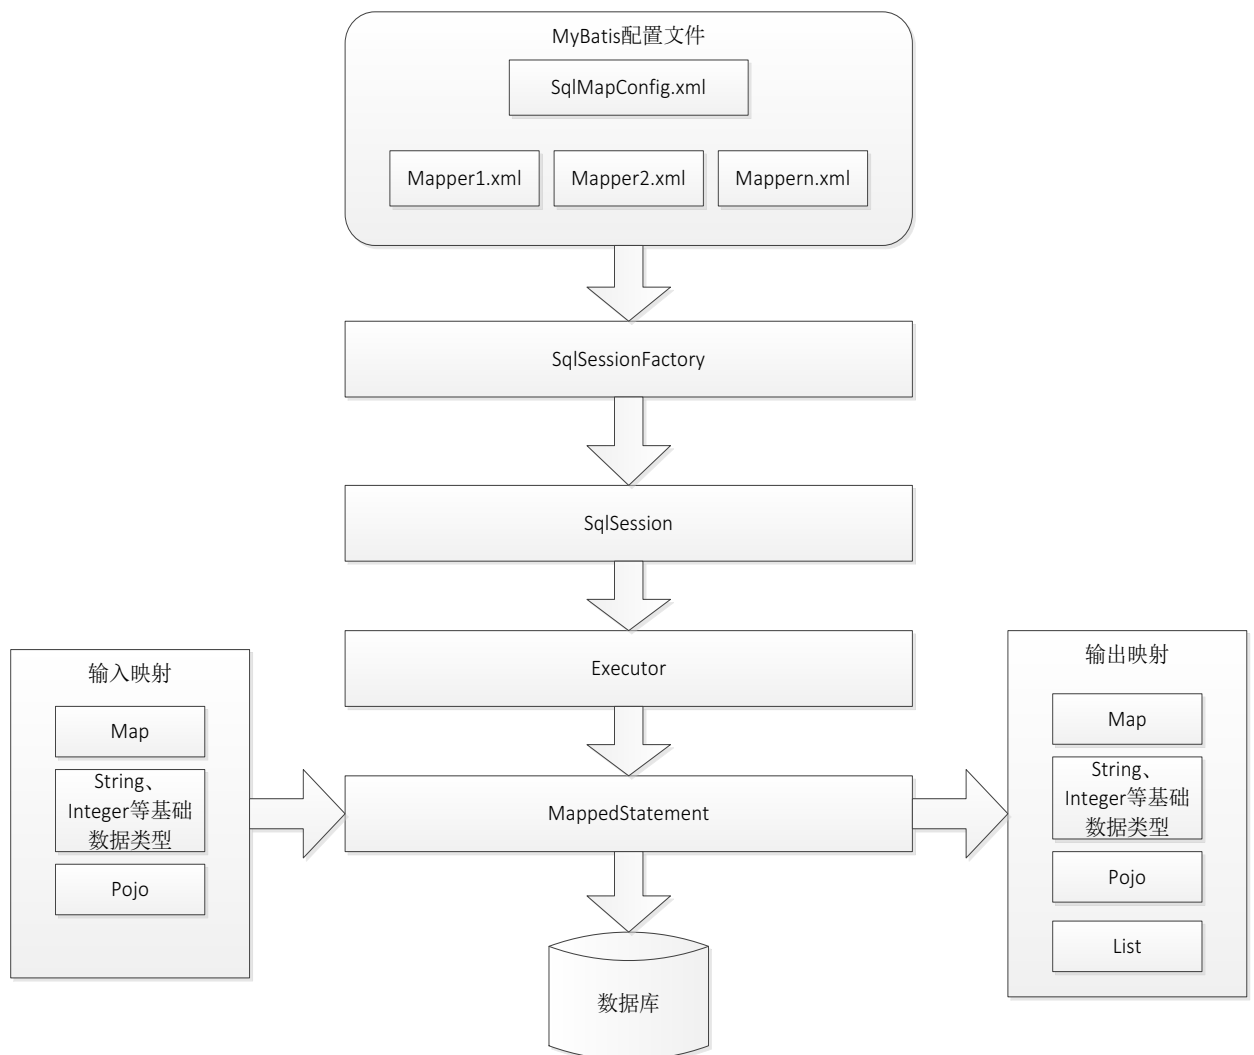 MyBatis配置文件
SqlMapConfig.xml
Mapper1.xml
Mapper2.xml
Mappern.xml
SqlSessionFactory
SqlSession
Executor
输入映射
Map
String、
Integer等基础
数据类型
Pojo
MappedStatement
输出映射
Map
String、
Integer等基础
数据类型
Pojo
List
数据库